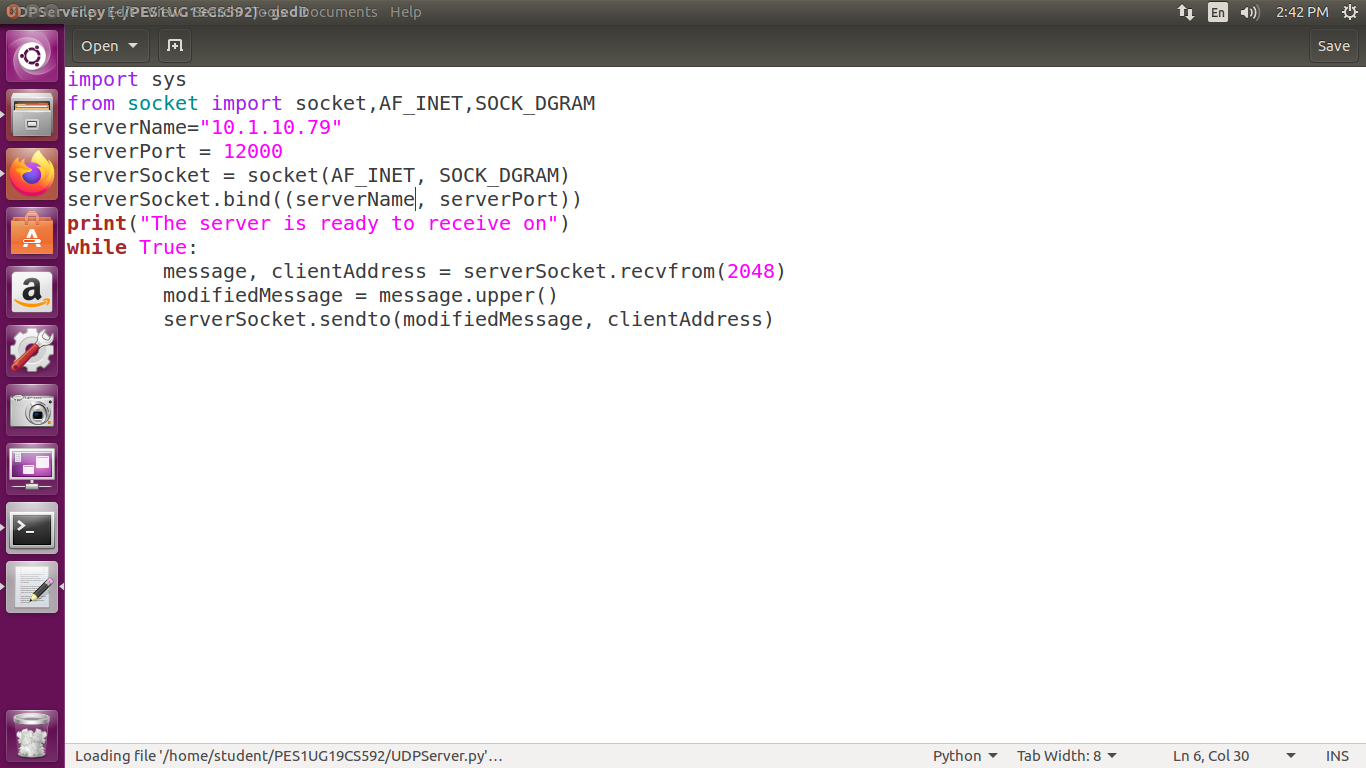 UDPServer.py (~/PES1UG19CS592) - gedit
Documents Help
En 2:42 PM
Open Save
import sys
from socket import socket,AF_INET,SOCK_DGRAM
serverName="10.1.10.79"
serverPort = 12000
serverSocket = socket(AF_INET, SOCK_DGRAM)
serverSocket.bind((serverName, serverPort))
print("The server is ready to receive on")
while True:
        message, clientAddress = serverSocket.recvfrom(2048)
        modifiedMessage = message.upper()
        serverSocket.sendto(modifiedMessage, clientAddress)
Loading file '/home/student/PES1UG19CS592/UDPServer.py'… Python Tab Width: 8 Ln 6, Col 30 INS